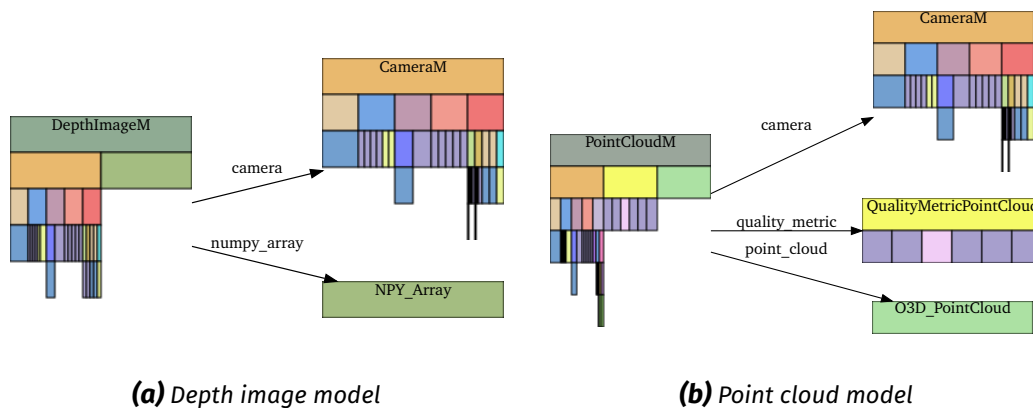 CameraM
DepthImageM
camera
numpy_array
NPY_Array
(a) Depth image model
CameraM
camera
PointCloudM
QualityMetricPointCloud
quality_metric
point_cloud
O3D_PointCloud
(b) Point cloud model